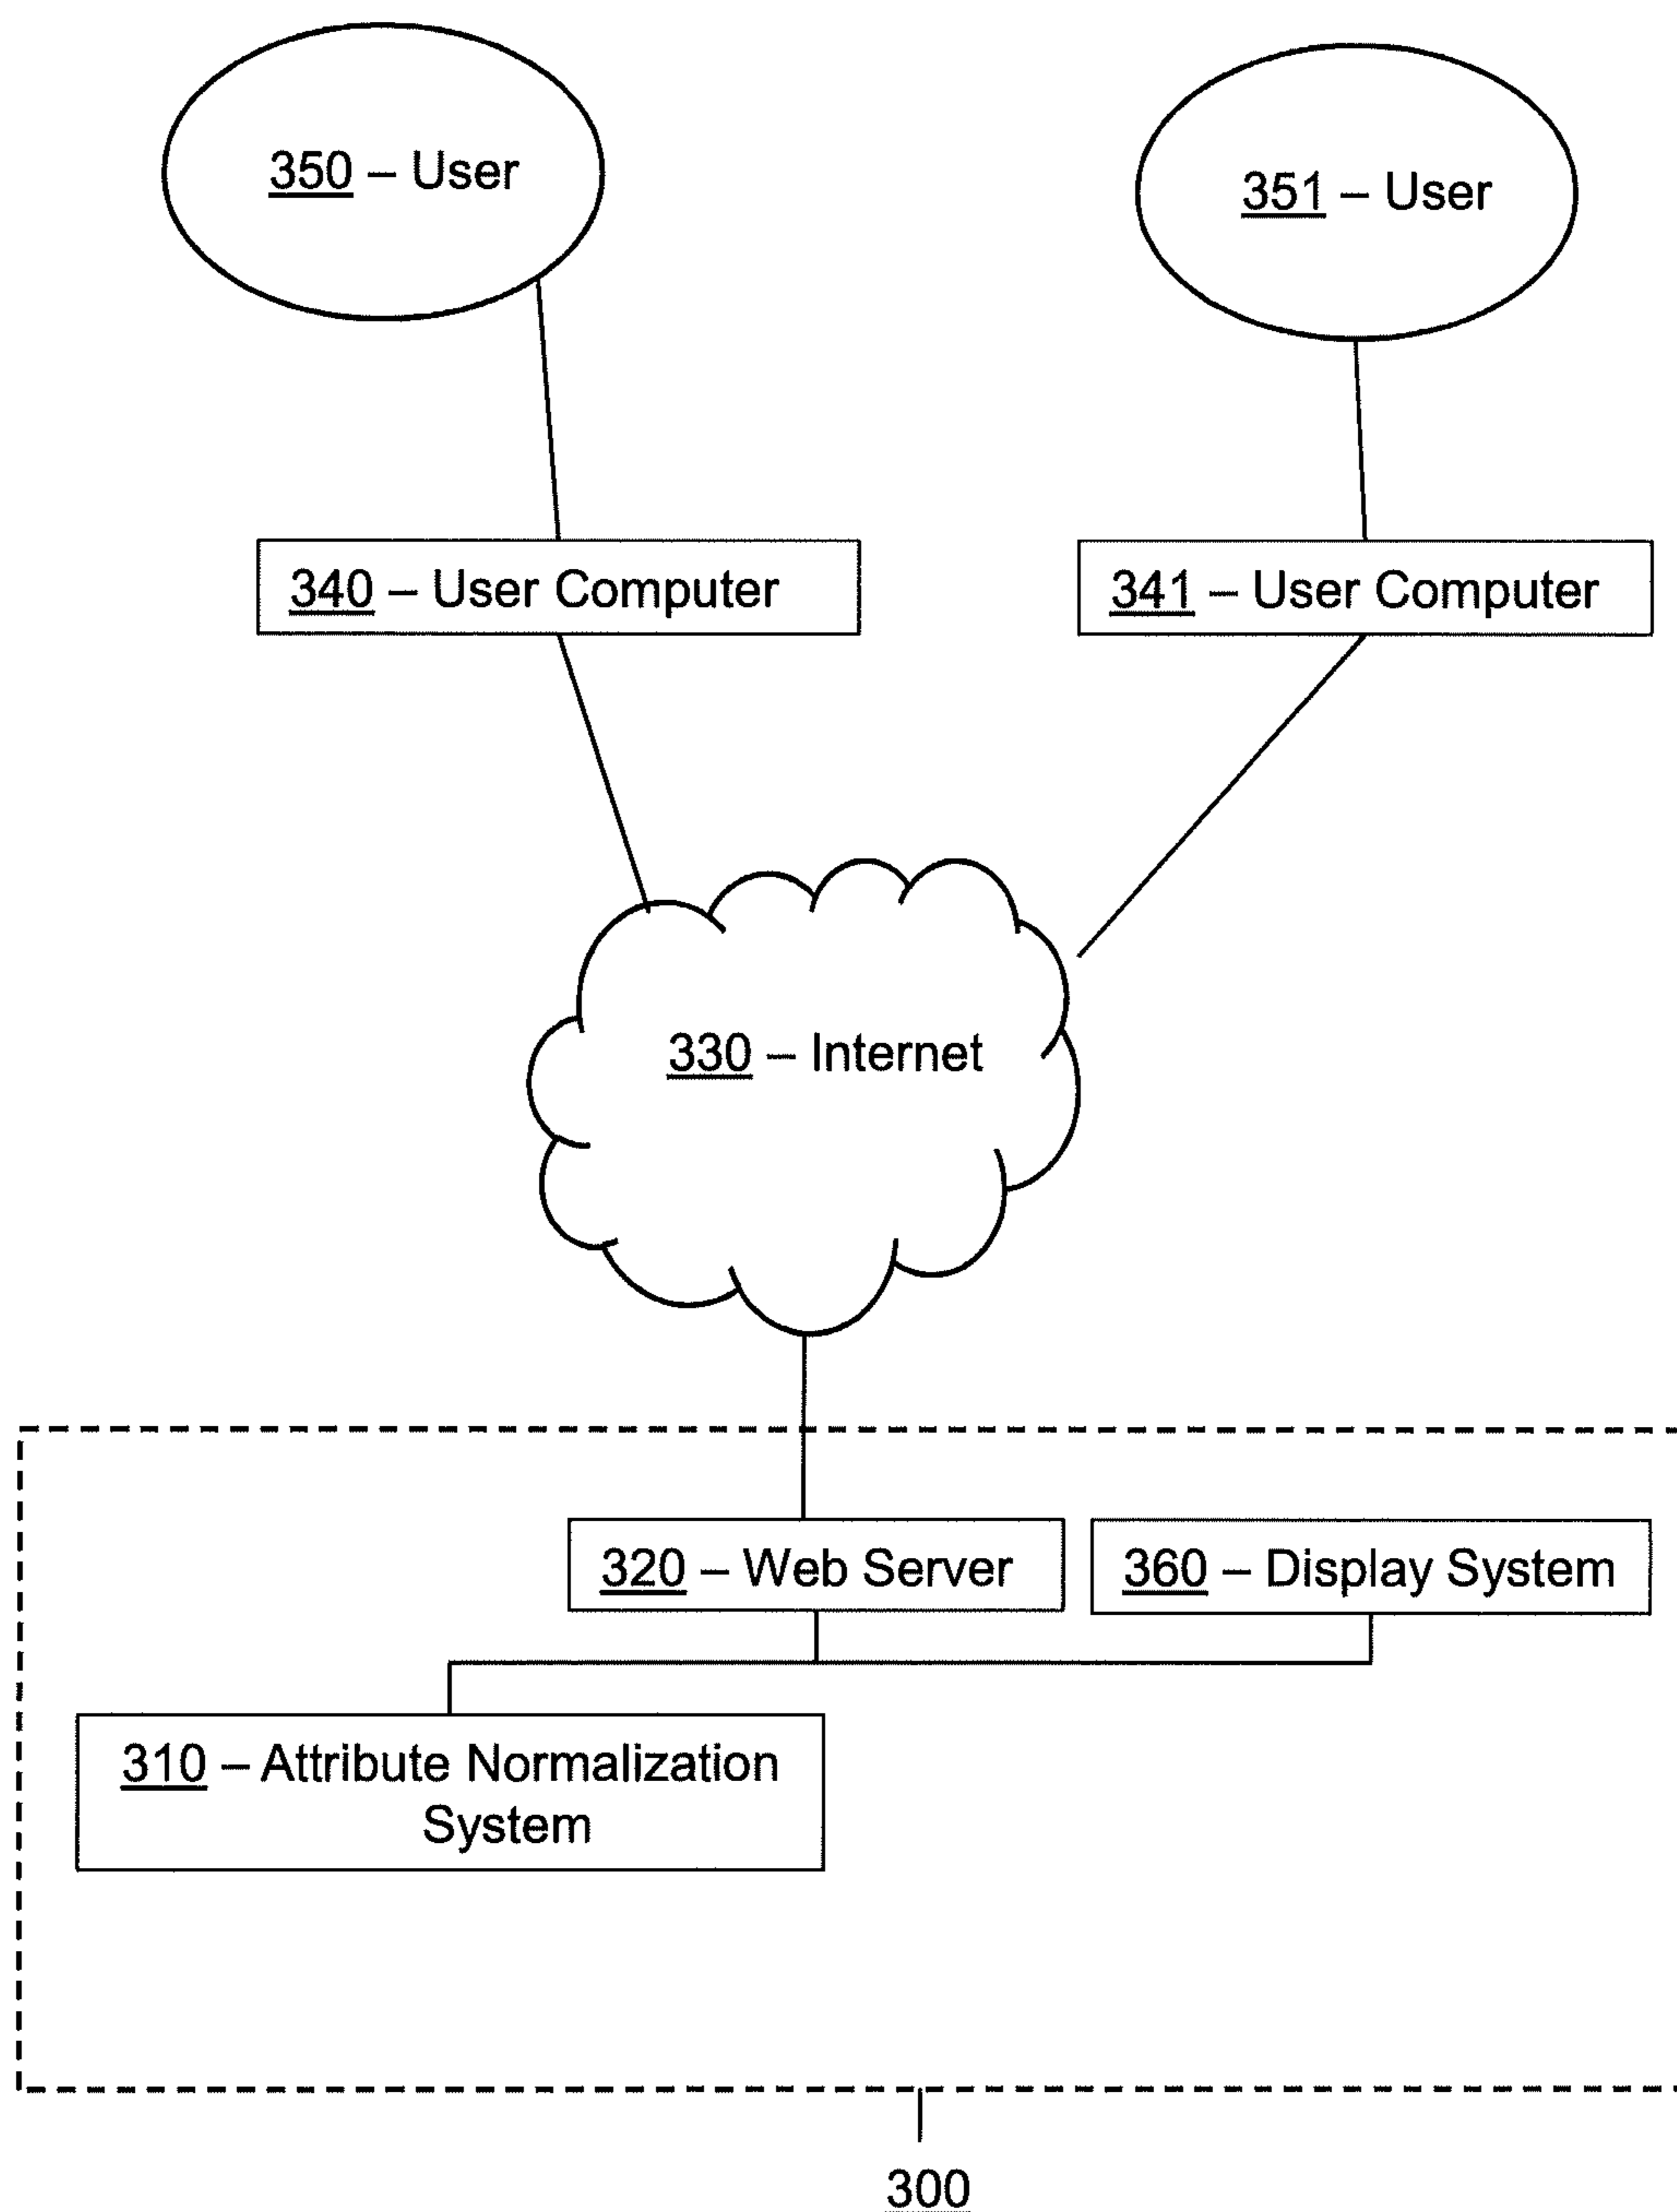 350 – User
351 – User
340 – User Computer
341 – User Computer
330 – Internet
320 – Web Server
360 – Display System
310 – Attribute Normalization
System
300